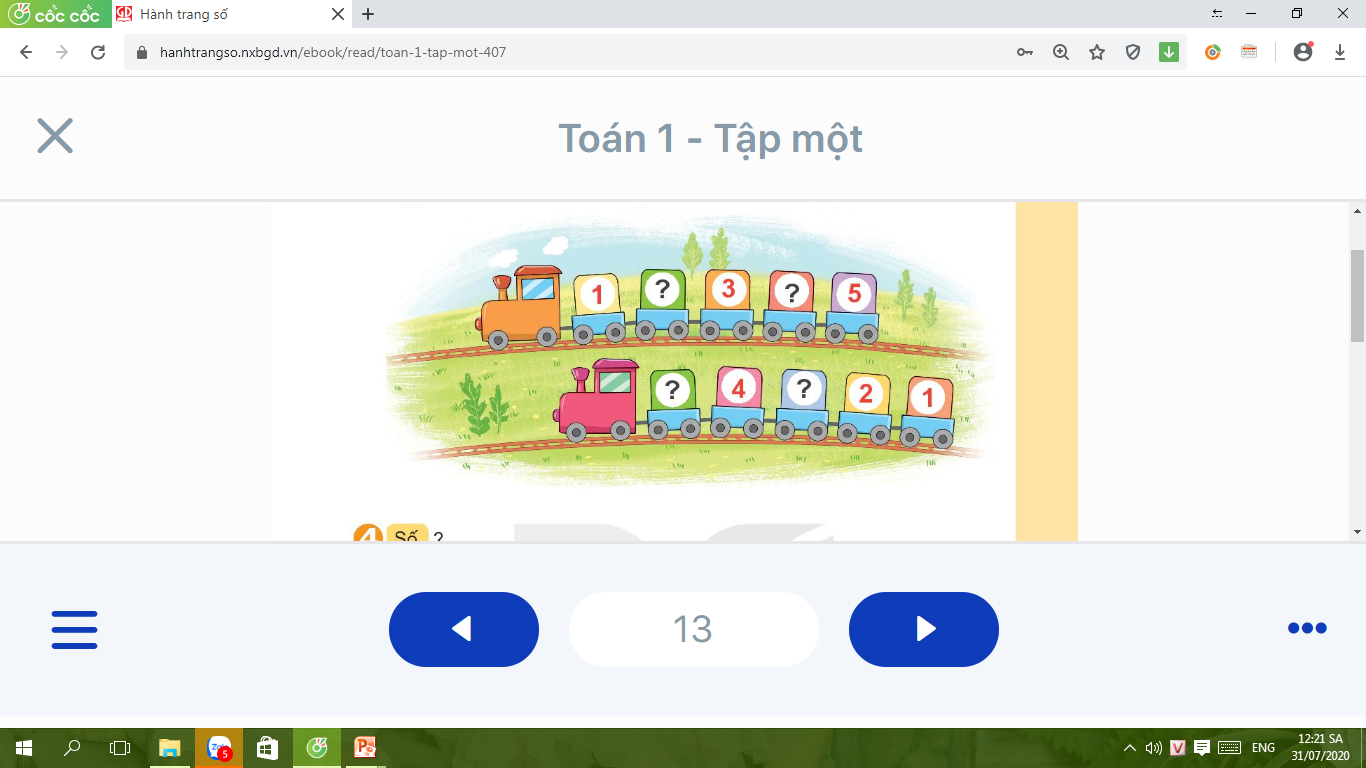 cốc cốc
Hành trang số
hanhtrangso.nxbgd.vn/ebook/read/toan-1-tap-mot-407
Toán 1 - Tập một
1 ? 3 ? 5
? 4 ? 2 1
4 Số ?
13
5
ENG
12:21 SA
31/07/2020